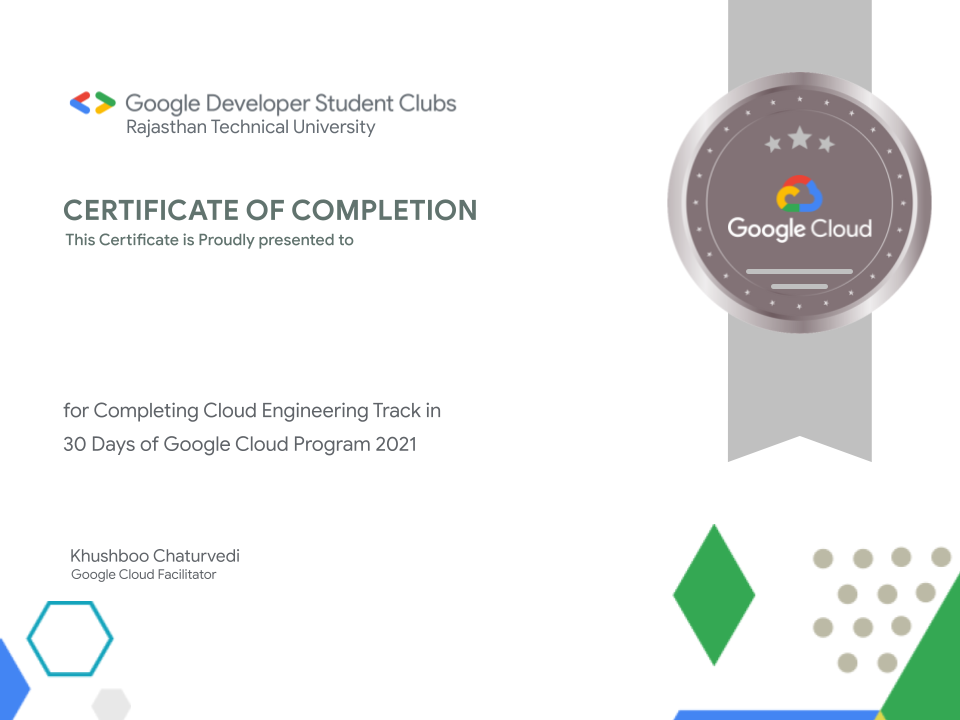 Google Developer Student Clubs
Rajasthan Technical University
CERTIFICATE OF COMPLETION
This Certificate is Proudly presented to
Google Cloud
for Completing Cloud Engineering Track in
30 Days of Google Cloud Program 2021
Khushboo Chaturvedi
Google Cloud Facilitator